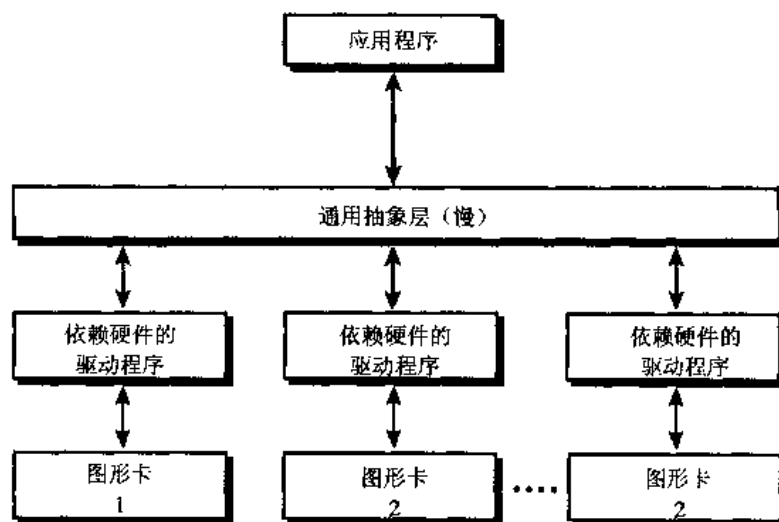 应用程序
通用抽象层（慢）
依赖硬件的
驱动程序
依赖硬件的
驱动程序
依赖硬件的
驱动程序
图形卡
1
图形卡
2
图形卡
2